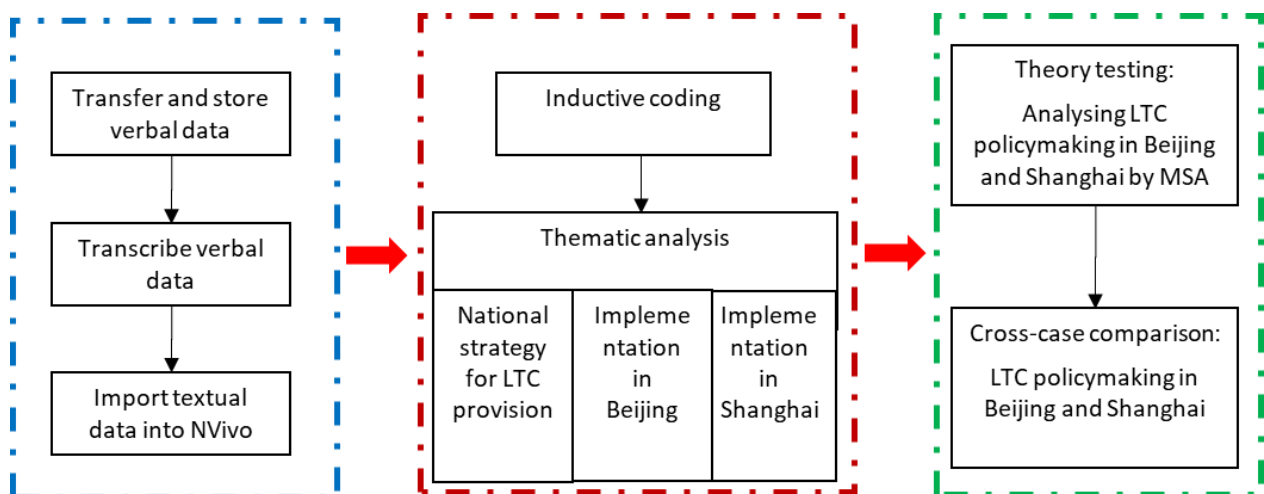 Transfer and store
verbal data
Transcribe verbal
data
Import textual
data into NVivo
Inductive coding
Thematic analysis
National
strategy
for LTC
provision
Impleme
ntation
in
Beijing
Impleme
ntation
in
Shanghai
Theory testing:
Analysing LTC
policymaking in Beijing
and Shanghai by MSA
Cross-case comparison:
LTC policymaking in
Beijing and Shanghai